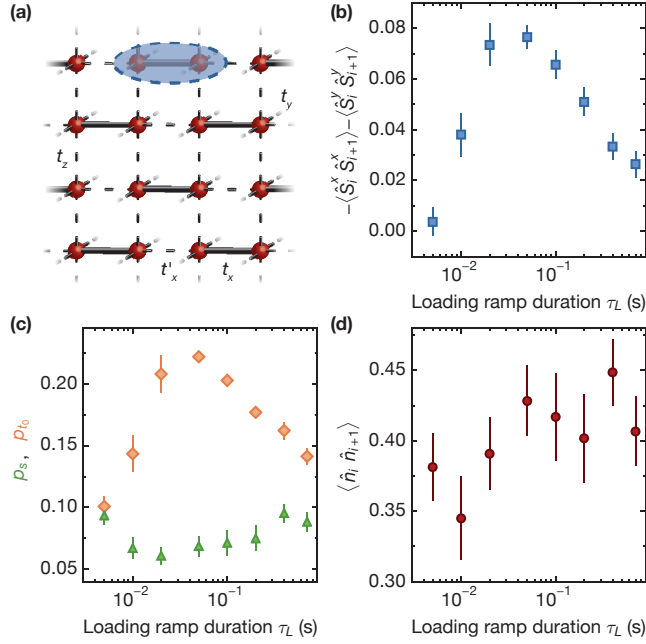 (a)
t_y
t_z
t'_x t_x
(b)
−⟨Ŝ_i^x Ŝ_{i+1}^x⟩−⟨Ŝ_i^y Ŝ_{i+1}^y⟩
0.08
0.06
0.04
0.02
0.00
10⁻² 10⁻¹
Loading ramp duration τ_L (s)
(c)
p_s, p_{t_0}
0.20
0.15
0.10
0.05
10⁻² 10⁻¹
Loading ramp duration τ_L (s)
(d)
⟨n̂_i n̂_{i+1}⟩
0.45
0.40
0.35
0.30
10⁻² 10⁻¹
Loading ramp duration τ_L (s)